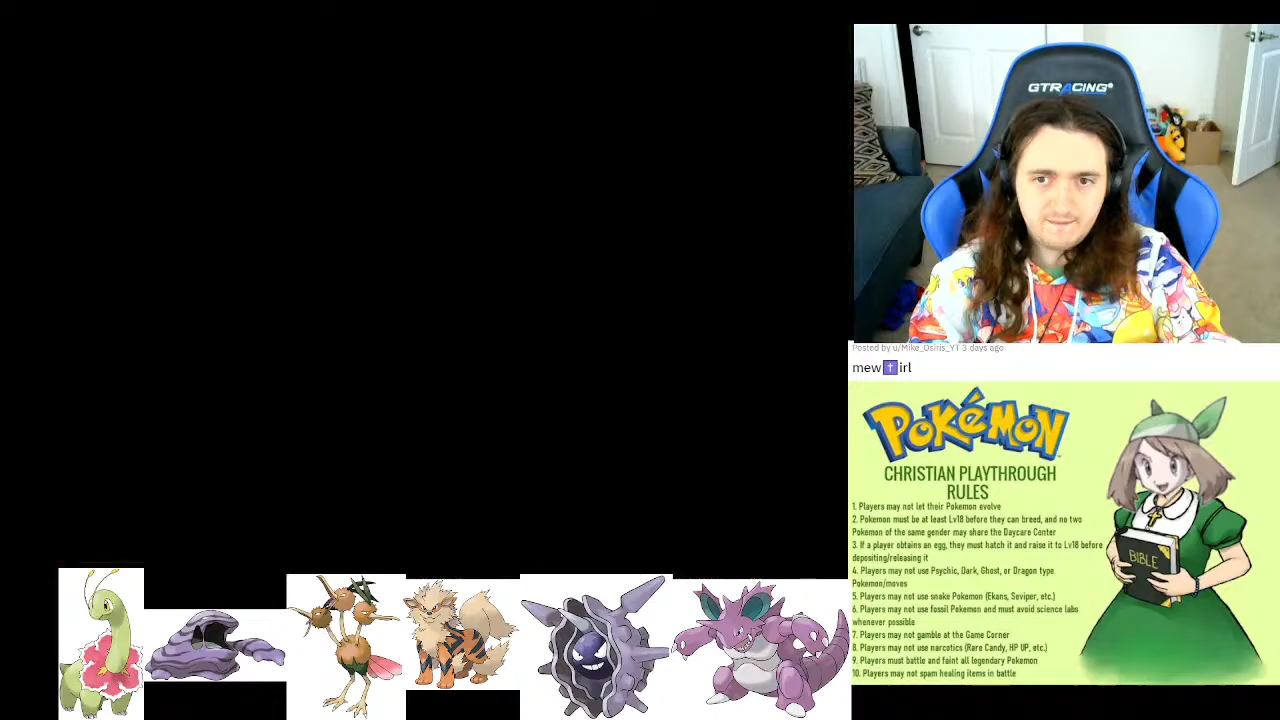 GTRACING
Posted by u/Mike_Osiris_YT 3 days ago
mew✝irl
POKéMON
CHRISTIAN PLAYTHROUGH
RULES
1. Players may not let their Pokemon evolve
2. Pokemon must be at least Lv18 before they can breed, and no two
Pokemon of the same gender may share the Daycare Center
3. If a player obtains an egg, they must hatch it and raise it to Lv18 before
depositing/releasing it
4. Players may not use Psychic, Dark, Ghost, or Dragon type
Pokemon/moves
5. Players may not use snake Pokemon (Ekans, Seviper, etc.)
6. Players may not use fossil Pokemon and must avoid science labs
whenever possible
7. Players may not gamble at the Game Corner
8. Players may not use narcotics (Rare Candy, HP UP, etc.)
9. Players must battle and faint all legendary Pokemon
10. Players may not spam healing items in battle
BIBLE